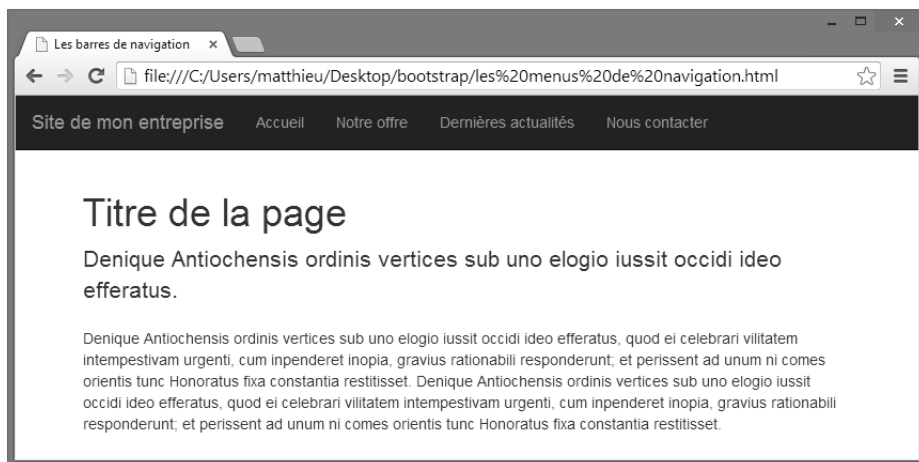 Les barres de navigation
file:///C:/Users/matthieu/Desktop/bootstrap/les%20menus%20de%20navigation.html
Site de mon entreprise Accueil Notre offre Dernières actualités Nous contacter
Titre de la page
Denique Antiochensis ordinis vertices sub uno elogio iussit occidi ideo
efferatus.
Denique Antiochensis ordinis vertices sub uno elogio iussit occidi ideo efferatus, quod ei celebrari vilitatem
intempestivam urgenti, cum inpenderet inopia, gravius rationabili responderunt; et perissent ad unum ni comes
orientis tunc Honoratus fixa constantia restitisset. Denique Antiochensis ordinis vertices sub uno elogio iussit
occidi ideo efferatus, quod ei celebrari vilitatem intempestivam urgenti, cum inpenderet inopia, gravius rationabili
responderunt; et perissent ad unum ni comes orientis tunc Honoratus fixa constantia restitisset.